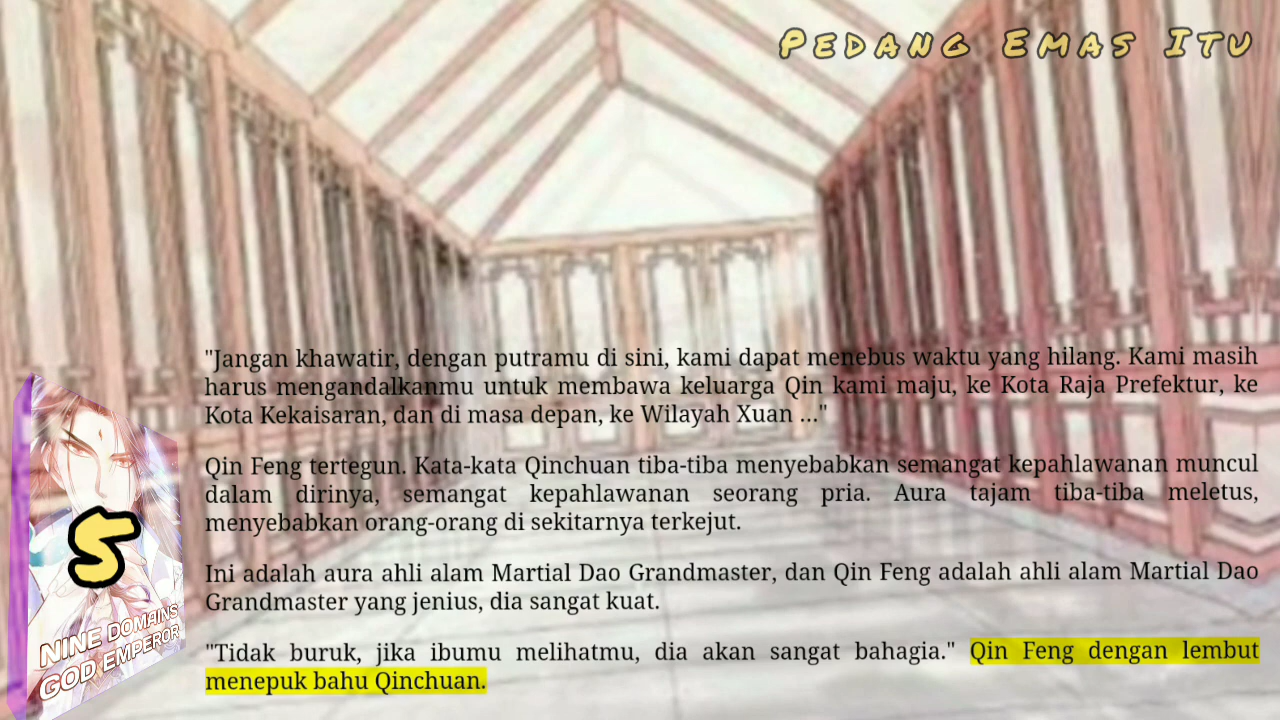 Pedang Emas Itu
"Jangan khawatir, dengan putramu di sini, kami dapat menebus waktu yang hilang. Kami masih
harus mengandalkanmu untuk membawa keluarga Qin kami maju, ke Kota Raja Prefektur, ke
Kota Kekaisaran, dan di masa depan, ke Wilayah Xuan ..."
Qin Feng tertegun. Kata-kata Qinchuan tiba-tiba menyebabkan semangat kepahlawanan muncul
dalam dirinya, semangat kepahlawanan seorang pria. Aura tajam tiba-tiba meletus,
menyebabkan orang-orang di sekitarnya terkejut.
Ini adalah aura ahli alam Martial Dao Grandmaster, dan Qin Feng adalah ahli alam Martial Dao
Grandmaster yang jenius, dia sangat kuat.
"Tidak buruk, jika ibumu melihatmu, dia akan sangat bahagia." Qin Feng dengan lembut
menepuk bahu Qinchuan.
5
NINE DOMAINS
GOD EMPEROR